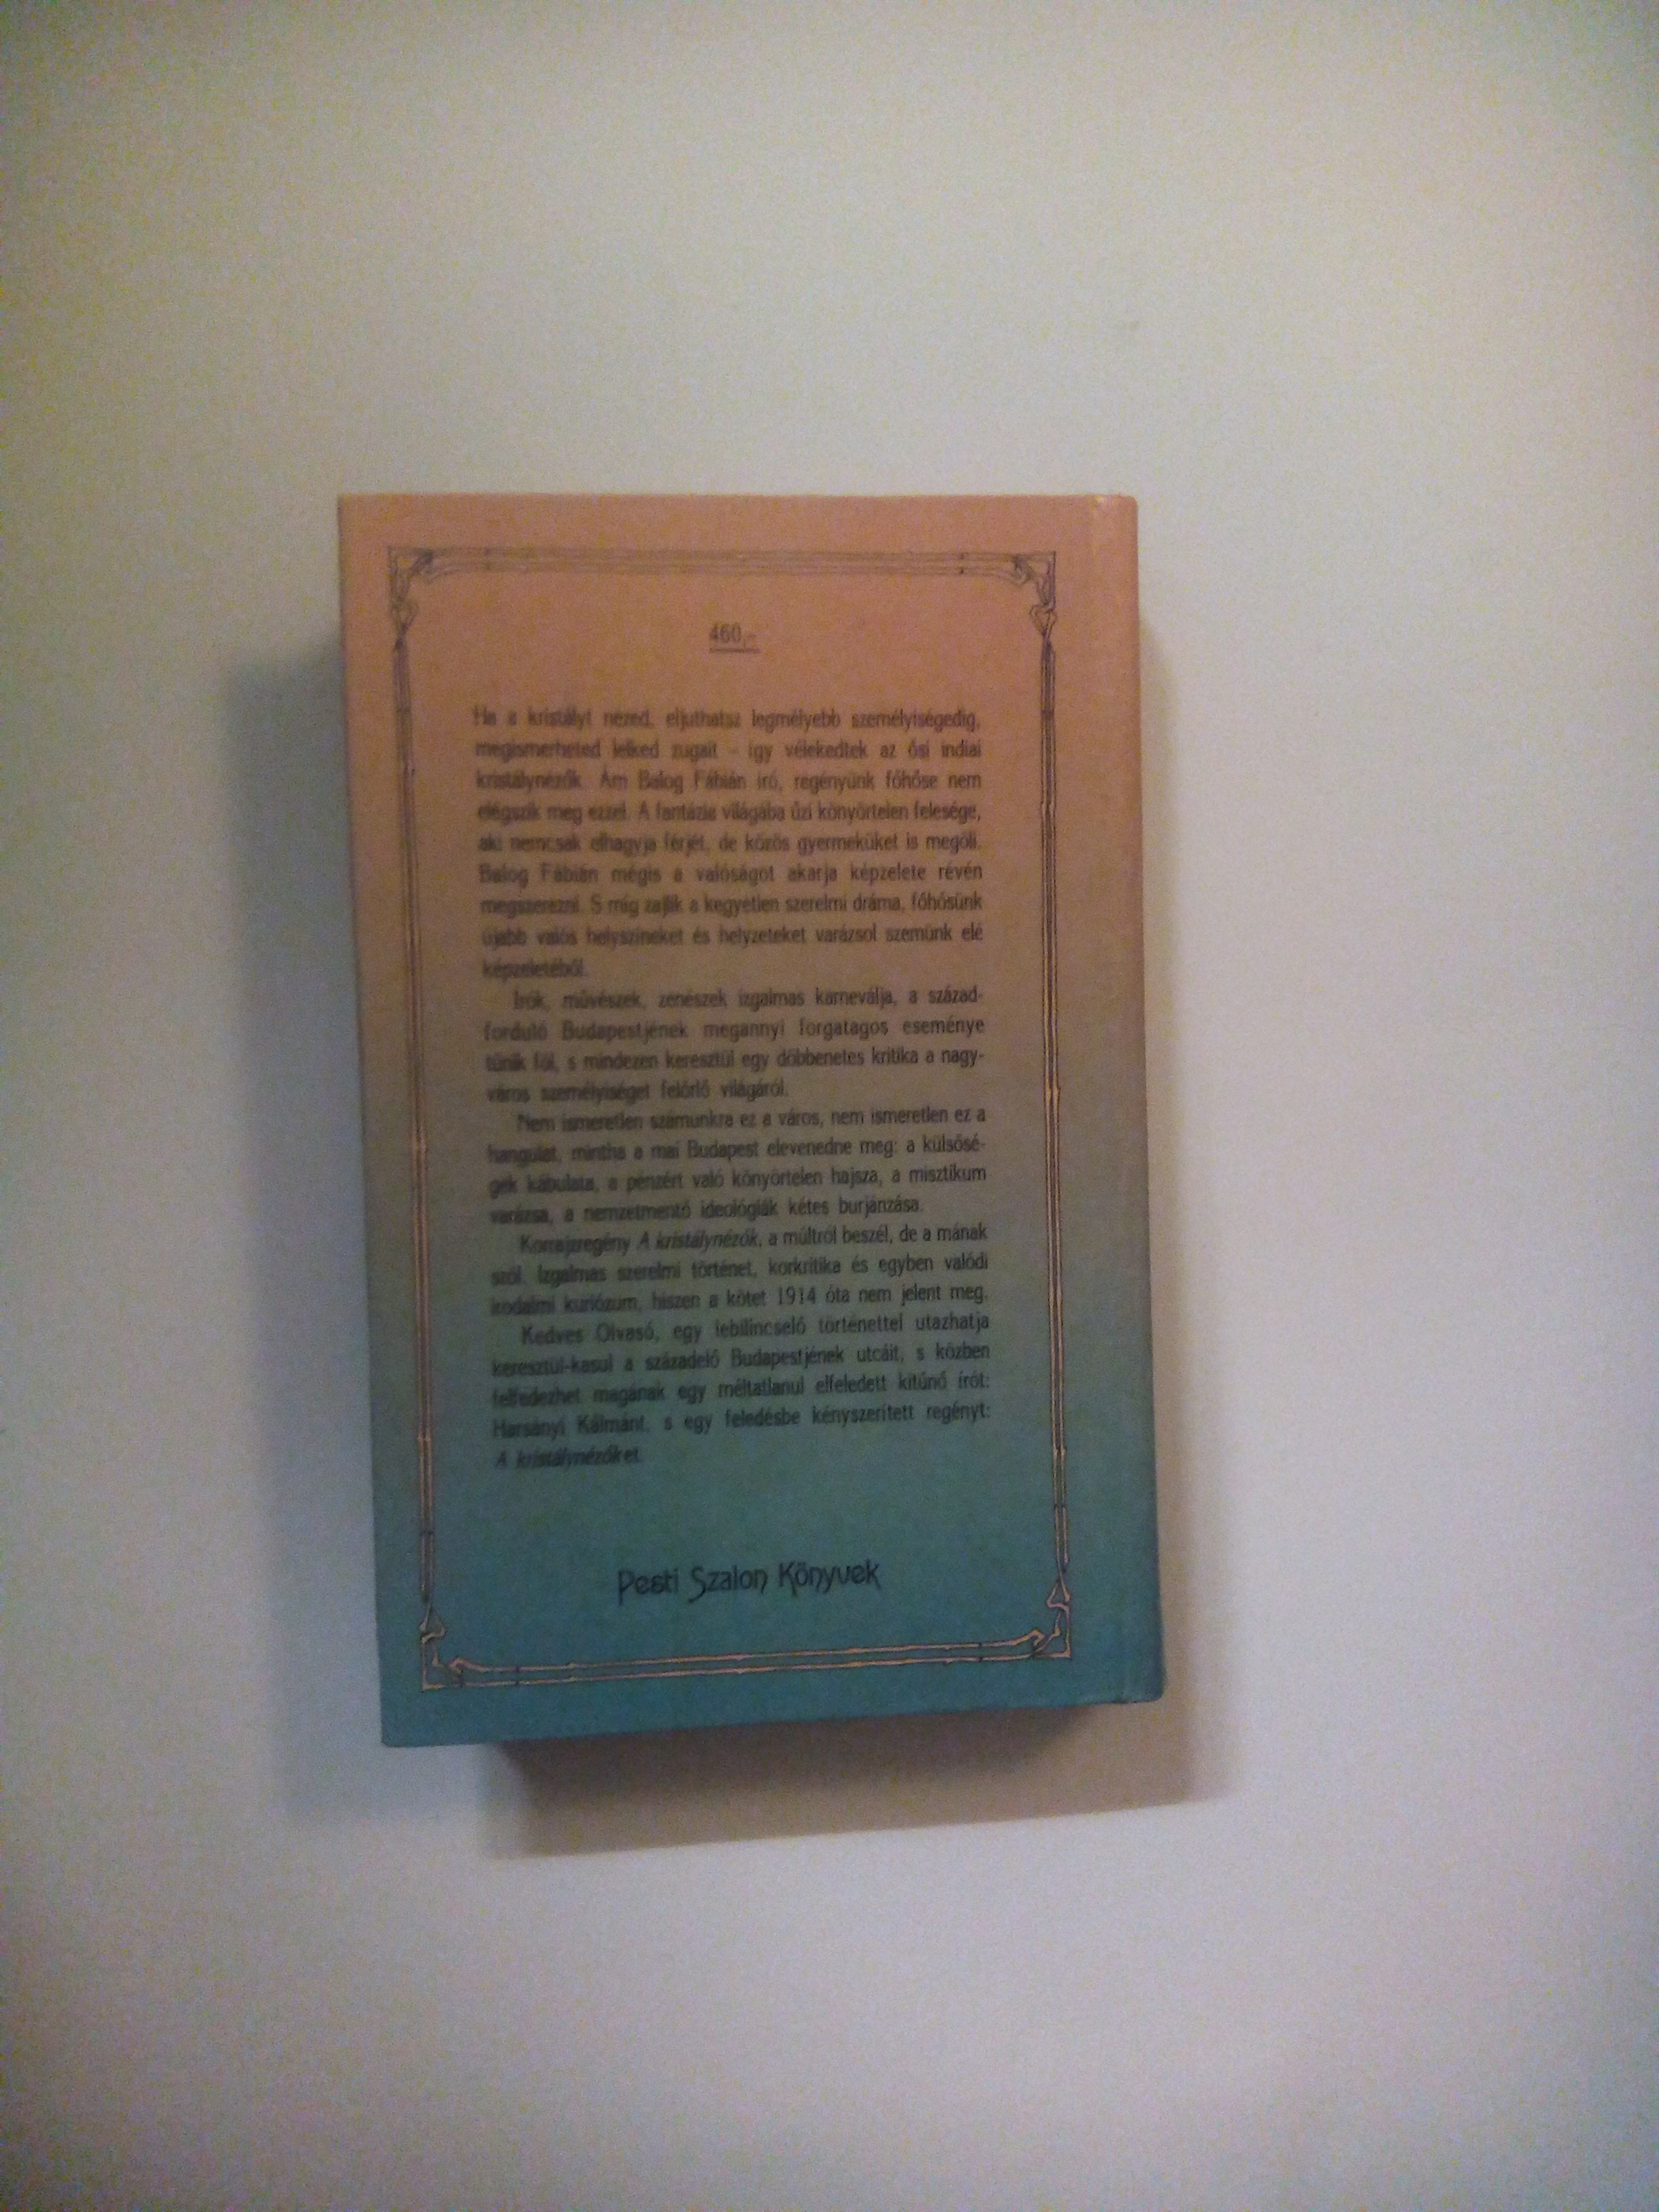 460,-
Ha a kristályt nézed, eljuthatsz legmélyebb személyiségedig,
megismerheted lelked zugait – így vélekedtek az ősi indiai
kristálynézők. Ám Balog Fábián író, regényünk főhőse nem
elégszik meg ezzel. A fantázia világába űzi könyörtelen felesége,
aki nemcsak elhagyja férjét, de közös gyermeküket is megöli.
Balog Fábián mégis a valóságot akarja képzelete révén
megszerezni. S míg zajlik a kegyetlen szerelmi dráma, főhősünk
újabb valós helyszíneket és helyzeteket varázsol szemünk elé
képzeletéből.
Írók, művészek, zenészek izgalmas karneválja, a század-
forduló Budapestjének megannyi forgatagos eseménye
tűnik föl, s mindezen keresztül egy döbbenetes kritika a nagy-
város személyiséget felőrlő világáról.
Nem ismeretlen számunkra ez a város, nem ismeretlen ez a
hangulat, mintha a mai Budapest elevenedne meg: a külsősé-
gek kábulata, a pénzért való könyörtelen hajsza, a misztikum
varázsa, a nemzetmentő ideológiák kétes burjánzása.
Korrajzregény A kristálynézők, a múltról beszél, de a mának
szól. Izgalmas szerelmi történet, korkritika és egyben valódi
irodalmi kuriózum, hiszen a kötet 1914 óta nem jelent meg.
Kedves Olvasó, egy lebilincselő történettel utazhatja
keresztül-kasul a századelő Budapestjének utcáit, s közben
felfedezhet magának egy méltatlanul elfeledett kitűnő írót:
Harsányi Kálmánt, s egy feledésbe kényszerített regényt:
A kristálynézőket.
Pesti Szalon Könyvek